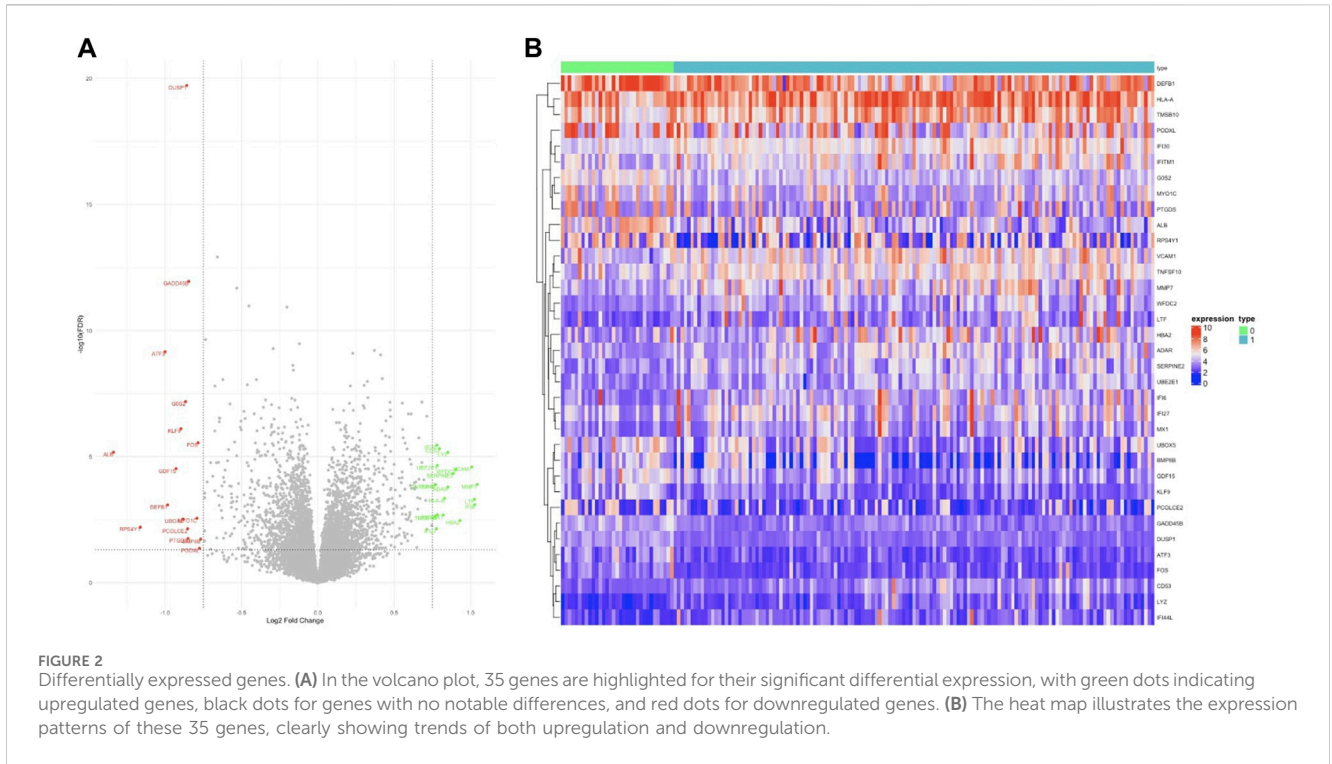 A
B
20
15
10
5
0
-log10(FDR)
-1.0
-0.5
0.0
0.5
1.0
Log2 Fold Change
DUSP1
GADD45B
ATF3
G0S2
KLF9
FOS
ALB
GDF15
DEFB1
RPS4Y1
UBOX5
MYO1C
PCOLCE2
PTGDS
BMP8B
PODXL
type
DEFB1
HLA-A
TMSB10
PODXL
IFI30
IFITM1
G0S2
MYO1C
PTGDS
ALB
RPS4Y1
VCAM1
TNFSF10
MMP7
WFDC2
LTF
HBA2
ADAR
SERPINE2
UBE2E1
IFI6
IFI27
MX1
UBOX5
BMP8B
GDF15
KLF9
PCOLCE2
GADD45B
DUSP1
ATF3
FOS
CD53
LYZ
IFI44L
expression
10
8
6
4
2
0
type
0
1
FIGURE 2
Differentially expressed genes. (A) In the volcano plot, 35 genes are highlighted for their significant differential expression, with green dots indicating
upregulated genes, black dots for genes with no notable differences, and red dots for downregulated genes. (B) The heat map illustrates the expression
patterns of these 35 genes, clearly showing trends of both upregulation and downregulation.